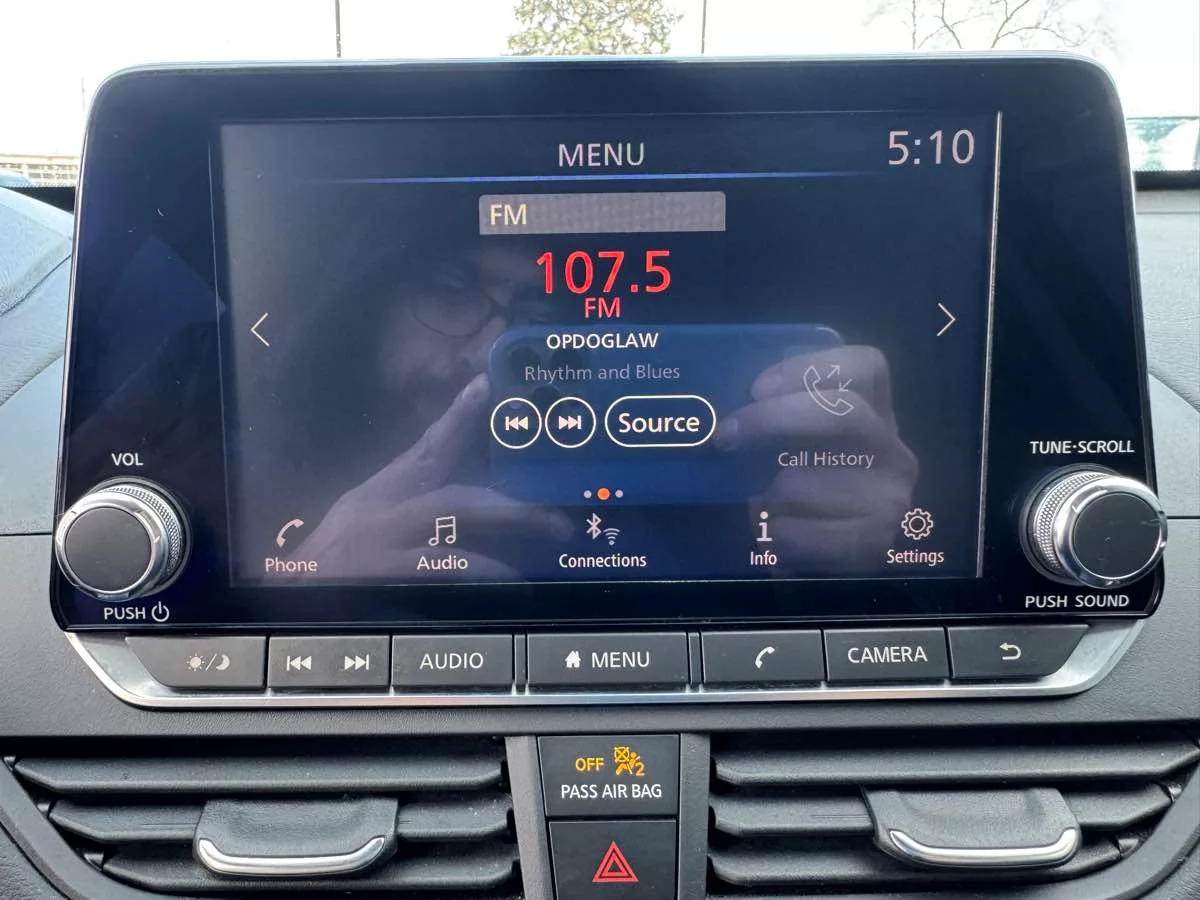 MENU
5:10
FM
107.5
FM
OPDOGLAW
Rhythm and Blues
Source
Call History
VOL
TUNE·SCROLL
Phone
Audio
Connections
Info
Settings
PUSH
PUSH SOUND
AUDIO
MENU
CAMERA
OFF
2
PASS AIR BAG